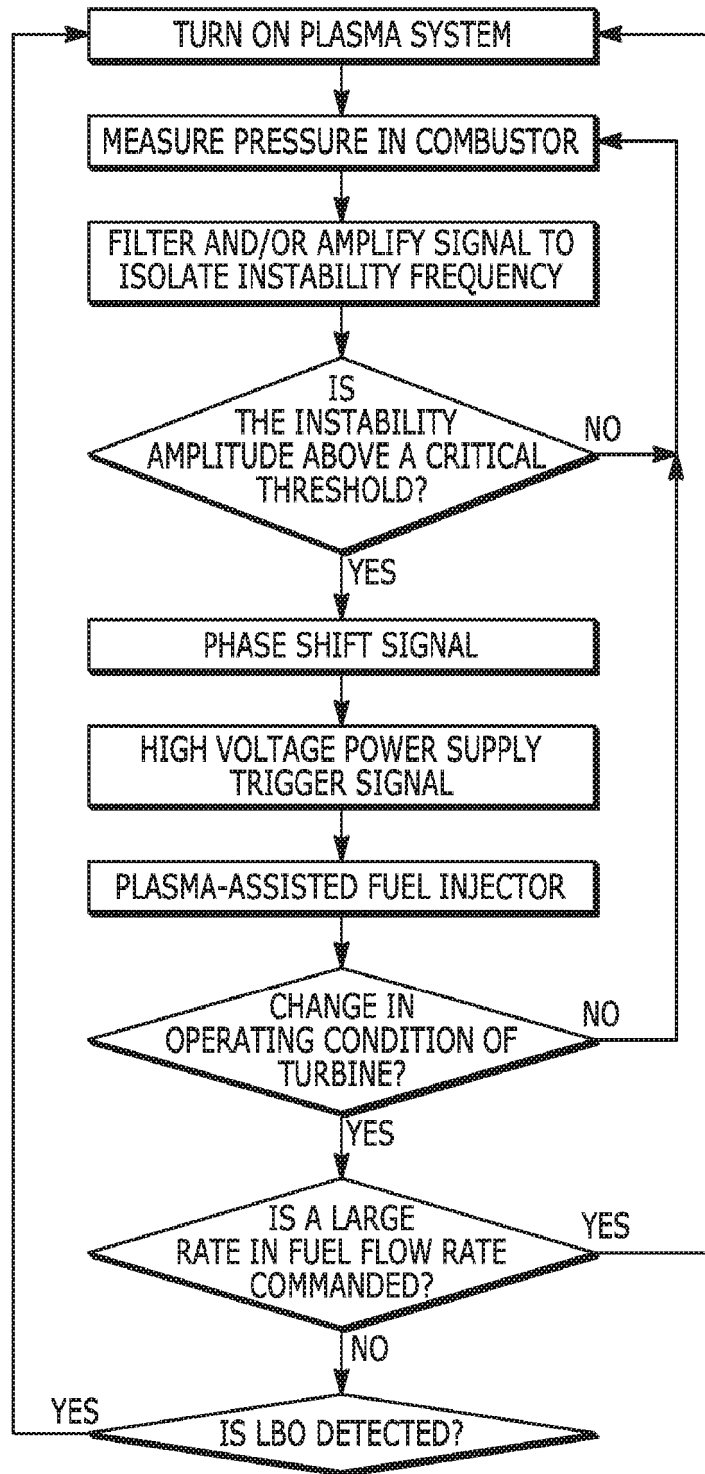 TURN ON PLASMA SYSTEM
MEASURE PRESSURE IN COMBUSTOR
FILTER AND/OR AMPLIFY SIGNAL TO
ISOLATE INSTABILITY FREQUENCY
IS
THE INSTABILITY
AMPLITUDE ABOVE A CRITICAL
THRESHOLD?
NO
YES
PHASE SHIFT SIGNAL
HIGH VOLTAGE POWER SUPPLY
TRIGGER SIGNAL
PLASMA-ASSISTED FUEL INJECTOR
CHANGE IN
OPERATING CONDITION OF
TURBINE?
NO
YES
IS A LARGE
RATE IN FUEL FLOW RATE
COMMANDED?
YES
NO
YES
IS LBO DETECTED?